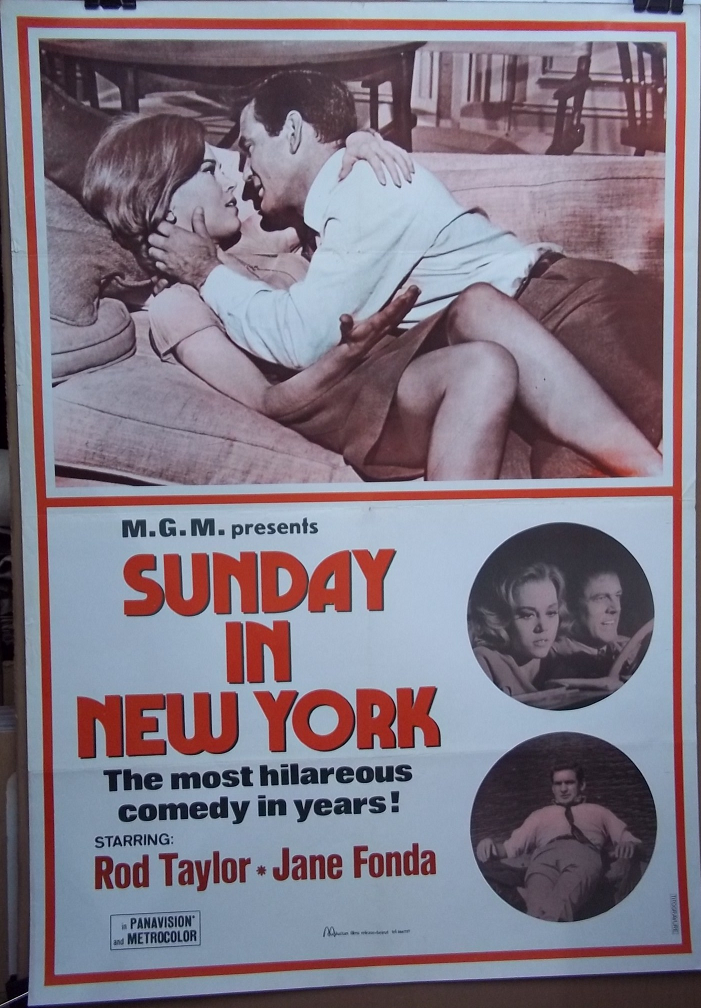 M.G.M. presents
SUNDAY
IN
NEW YORK
The most hilareous
comedy in years!
STARRING:
Rod Taylor * Jane Fonda
in PANAVISION®
and METROCOLOR